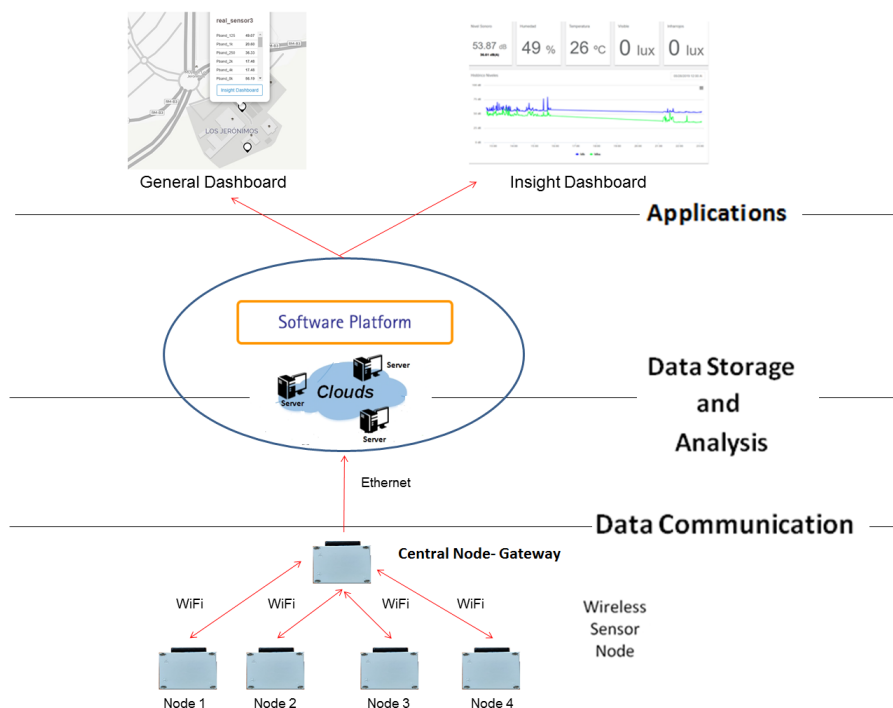 real_sensor3
Insight Dashboard
LOS JERÓNIMOS
53.87 dB
49 %
26 ºC
0 lux
0 lux
General Dashboard
Insight Dashboard
Applications
Software Platform
Server
Clouds
Server
Server
Data Storage
and
Analysis
Ethernet
Data Communication
Central Node- Gateway
WiFi
WiFi
WiFi
WiFi
Wireless
Sensor
Node
Node 1
Node 2
Node 3
Node 4